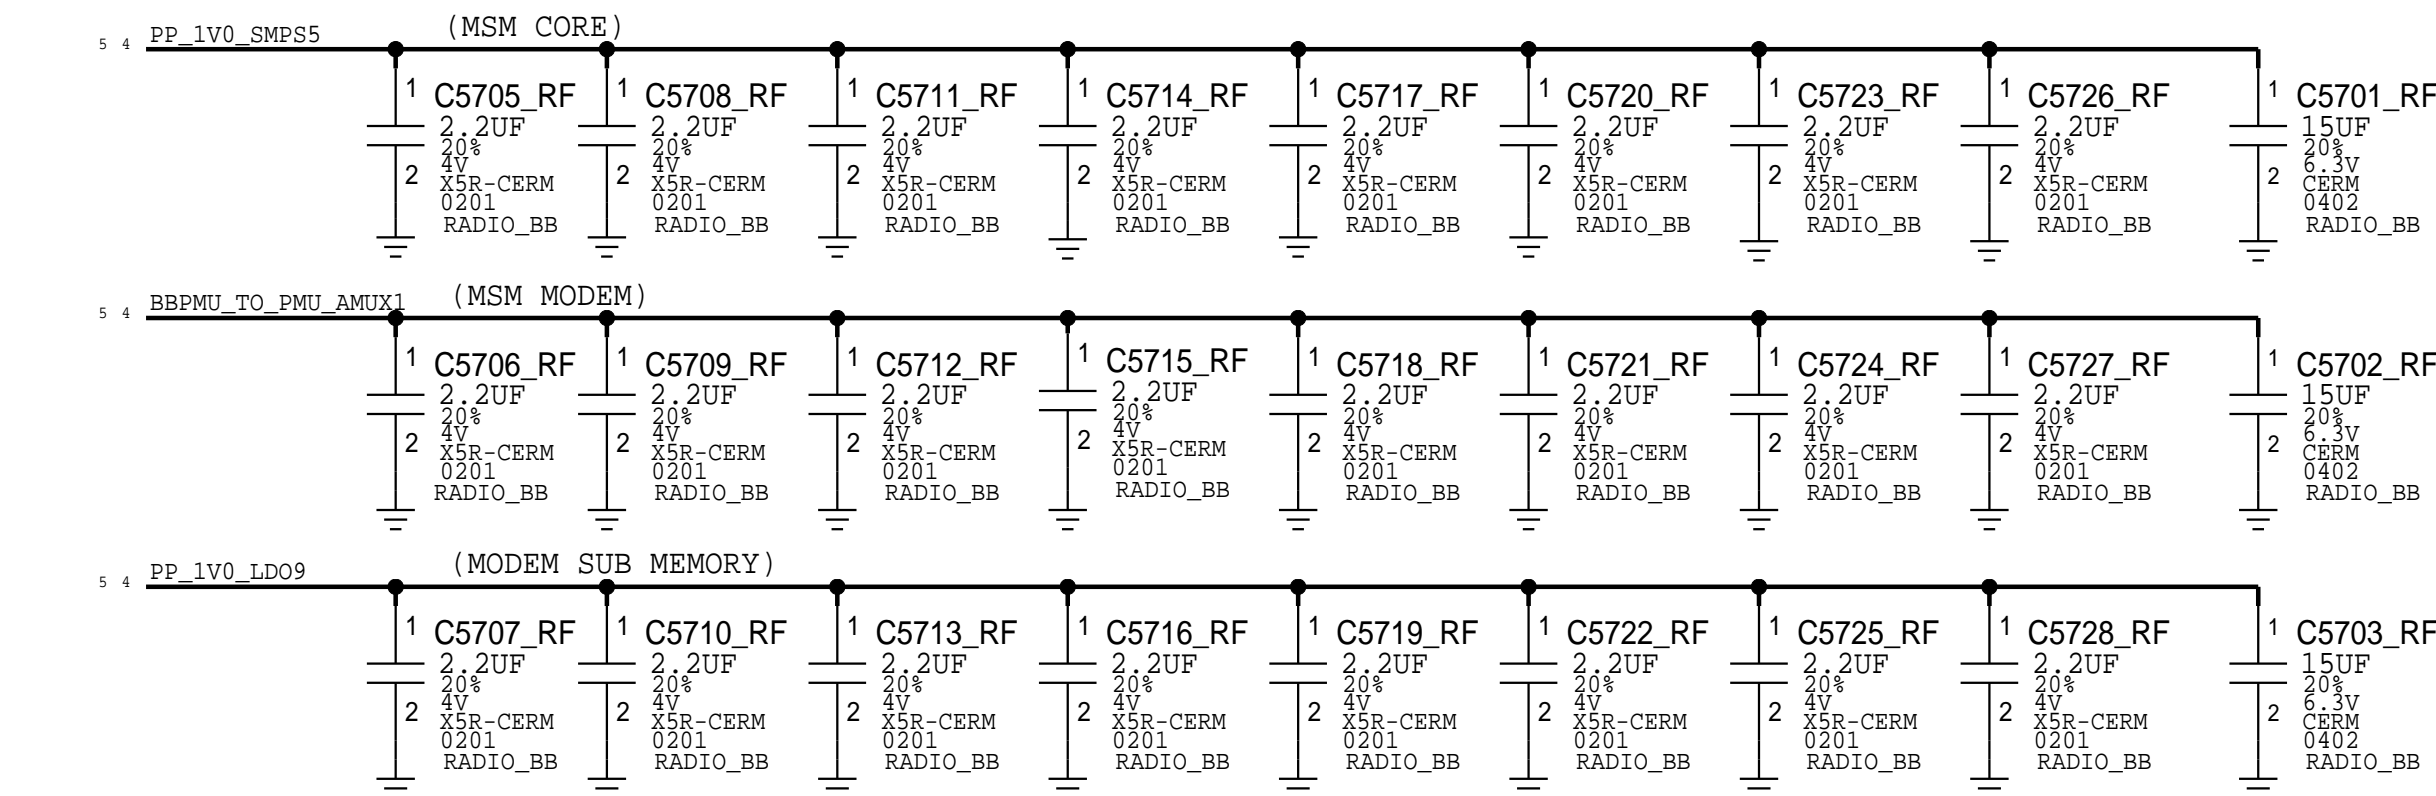 (MSM CORE)
5 4 PP_1V0_SMPS5
1 C5705_RF 1 C5708_RF 1 C5711_RF 1 C5714_RF 1 C5717_RF 1 C5720_RF 1 C5723_RF 1 C5726_RF 1 C5701_RF
2.2UF 2.2UF 2.2UF 2.2UF 2.2UF 2.2UF 2.2UF 2.2UF 15UF
20% 20% 20% 20% 20% 20% 20% 20% 20%
4V 4V 4V 4V 4V 4V 4V 4V 6.3V
2 X5R-CERM 2 X5R-CERM 2 X5R-CERM 2 X5R-CERM 2 X5R-CERM 2 X5R-CERM 2 X5R-CERM 2 X5R-CERM 2 CERM
0201 0201 0201 0201 0201 0201 0201 0201 0402
RADIO_BB RADIO_BB RADIO_BB RADIO_BB RADIO_BB RADIO_BB RADIO_BB RADIO_BB RADIO_BB
(MSM MODEM)
5 4 BBPMU_TO_PMU_AMUX1
1 C5706_RF 1 C5709_RF 1 C5712_RF 1 C5715_RF 1 C5718_RF 1 C5721_RF 1 C5724_RF 1 C5727_RF 1 C5702_RF
2.2UF 2.2UF 2.2UF 2.2UF 2.2UF 2.2UF 2.2UF 2.2UF 15UF
20% 20% 20% 20% 20% 20% 20% 20% 20%
4V 4V 4V 4V 4V 4V 4V 4V 6.3V
2 X5R-CERM 2 X5R-CERM 2 X5R-CERM 2 X5R-CERM 2 X5R-CERM 2 X5R-CERM 2 X5R-CERM 2 X5R-CERM 2 CERM
0201 0201 0201 0201 0201 0201 0201 0201 0402
RADIO_BB RADIO_BB RADIO_BB RADIO_BB RADIO_BB RADIO_BB RADIO_BB RADIO_BB RADIO_BB
(MODEM SUB MEMORY)
5 4 PP_1V0_LDO9
1 C5707_RF 1 C5710_RF 1 C5713_RF 1 C5716_RF 1 C5719_RF 1 C5722_RF 1 C5725_RF 1 C5728_RF 1 C5703_RF
2.2UF 2.2UF 2.2UF 2.2UF 2.2UF 2.2UF 2.2UF 2.2UF 15UF
20% 20% 20% 20% 20% 20% 20% 20% 20%
4V 4V 4V 4V 4V 4V 4V 4V 6.3V
2 X5R-CERM 2 X5R-CERM 2 X5R-CERM 2 X5R-CERM 2 X5R-CERM 2 X5R-CERM 2 X5R-CERM 2 X5R-CERM 2 CERM
0201 0201 0201 0201 0201 0201 0201 0201 0402
RADIO_BB RADIO_BB RADIO_BB RADIO_BB RADIO_BB RADIO_BB RADIO_BB RADIO_BB RADIO_BB